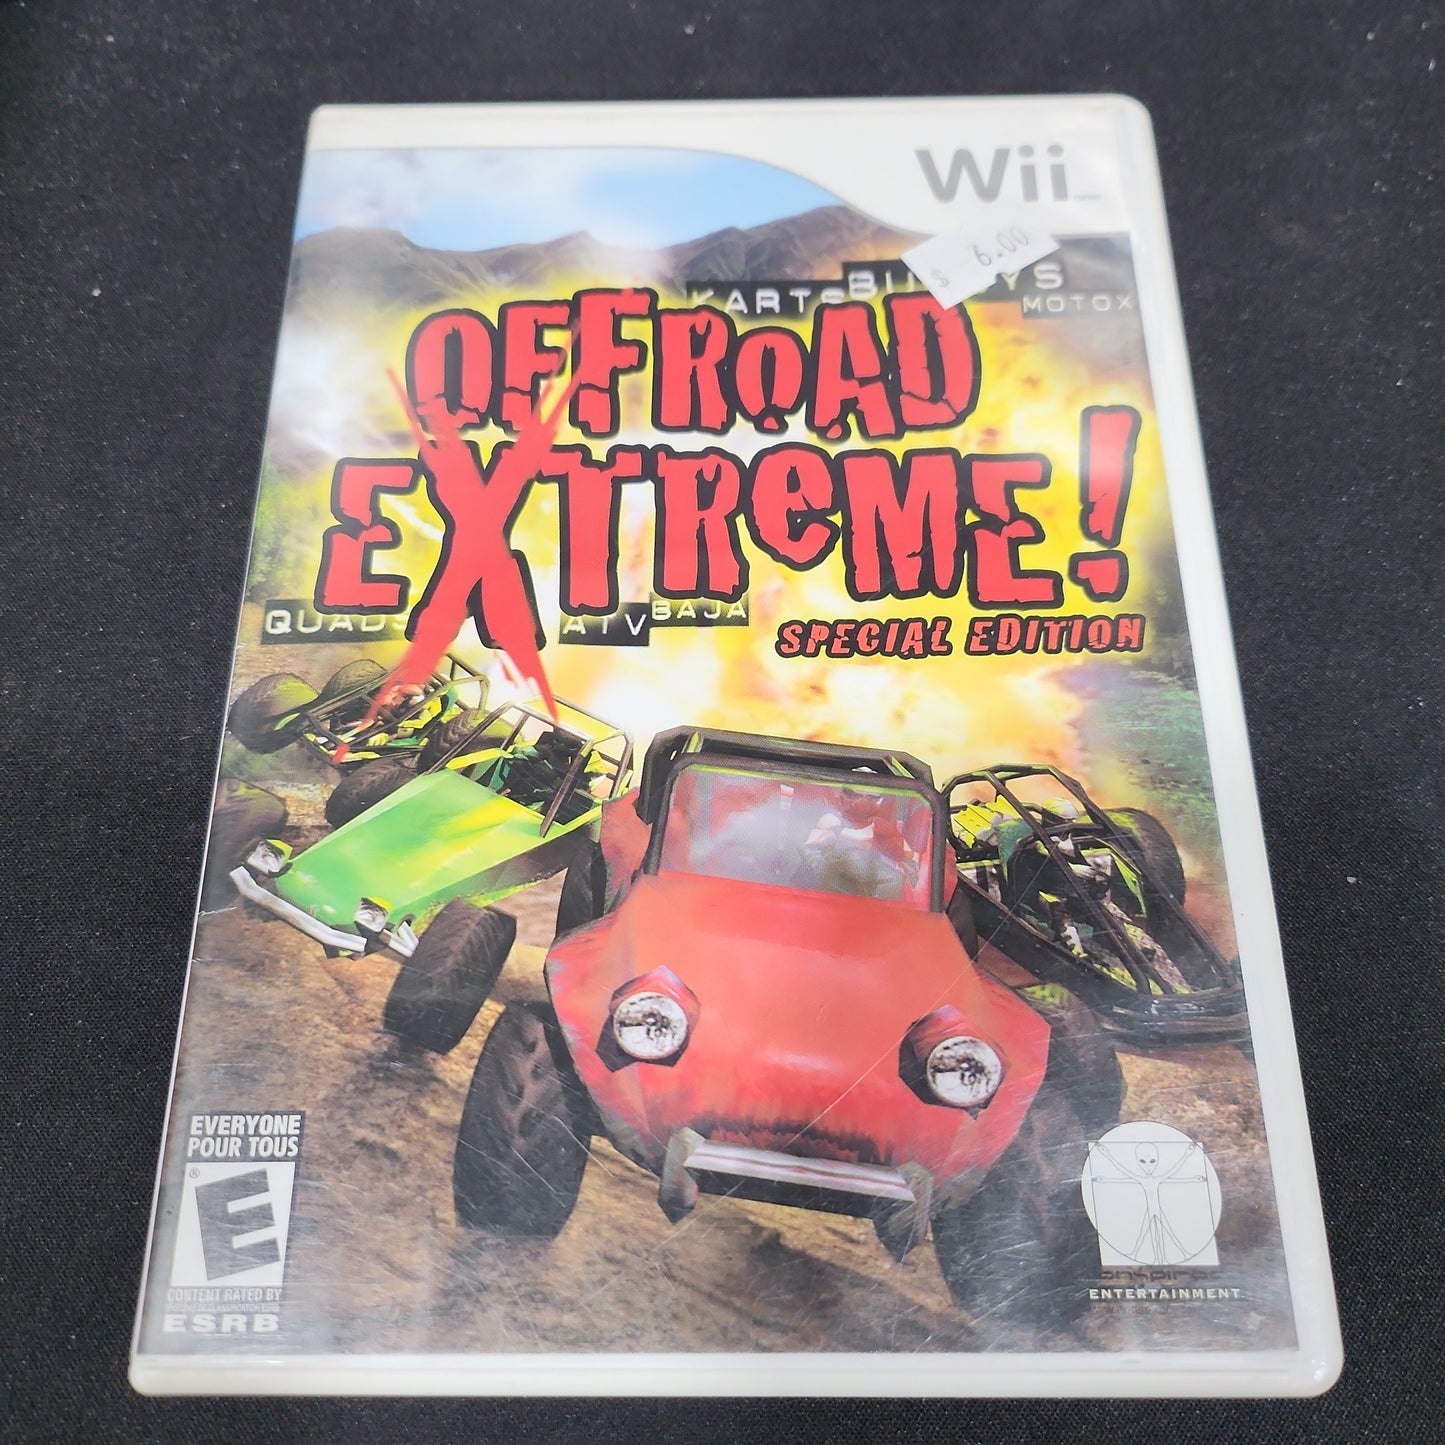 Wii
$ 6.00
KARTS
MOTOX
OFFROAD
EXTREME!
QUADS
ATV
BAJA
SPECIAL EDITION
EVERYONE
POUR TOUS
®
E
CONTENT RATED BY
ESRB
ENTERTAINMENT